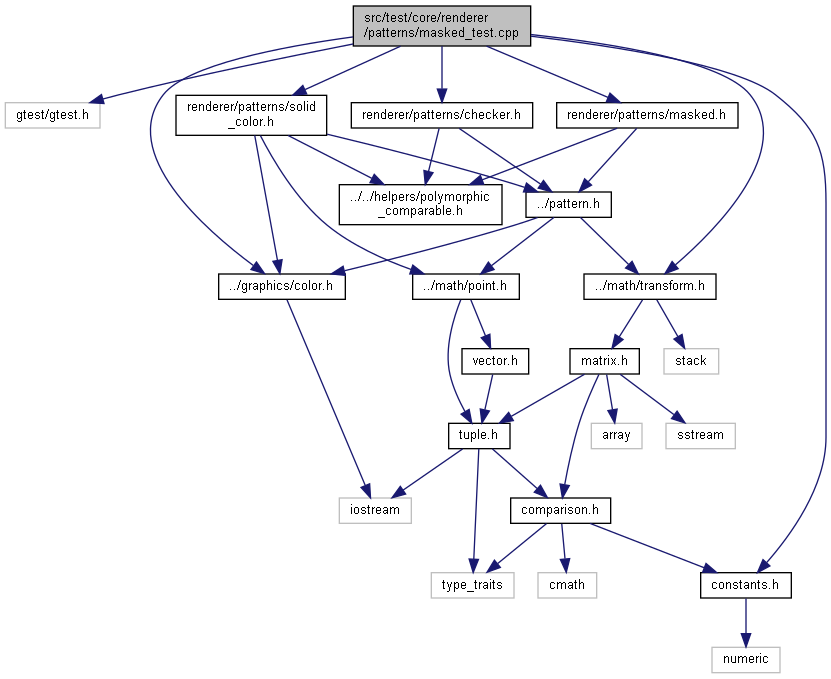 src/test/core/renderer
/patterns/masked_test.cpp
gtest/gtest.h
renderer/patterns/solid
_color.h
renderer/patterns/checker.h
renderer/patterns/masked.h
../../helpers/polymorphic
_comparable.h
../pattern.h
../graphics/color.h
../math/point.h
../math/transform.h
vector.h
matrix.h
stack
tuple.h
array
sstream
iostream
comparison.h
type_traits
cmath
constants.h
numeric